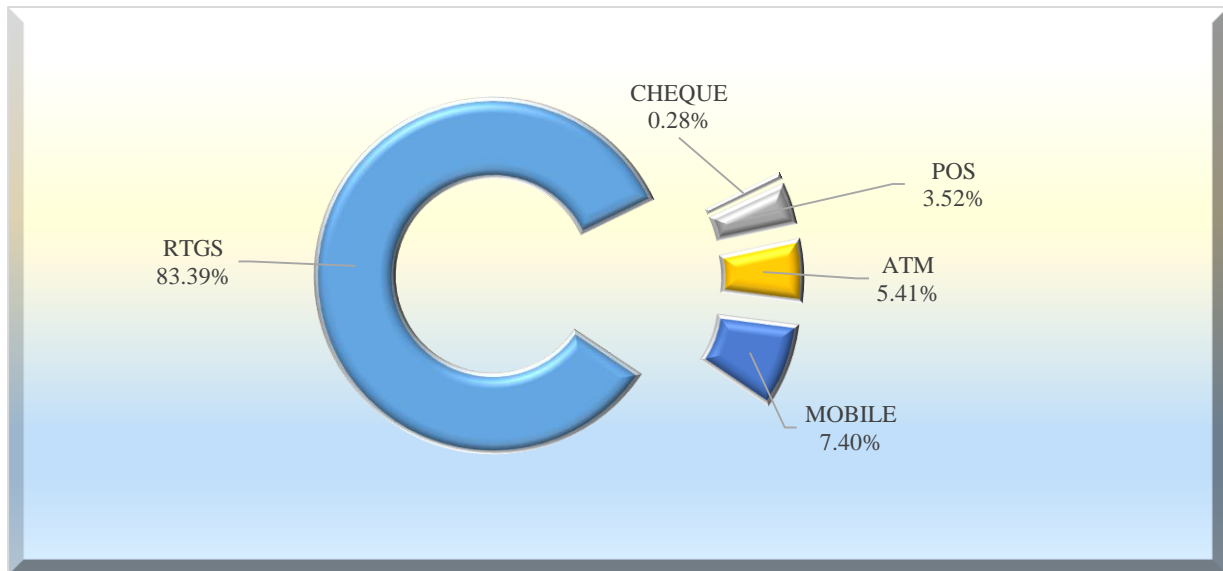 CHEQUE
0.28%
POS
3.52%
RTGS
83.39%
ATM
5.41%
MOBILE
7.40%